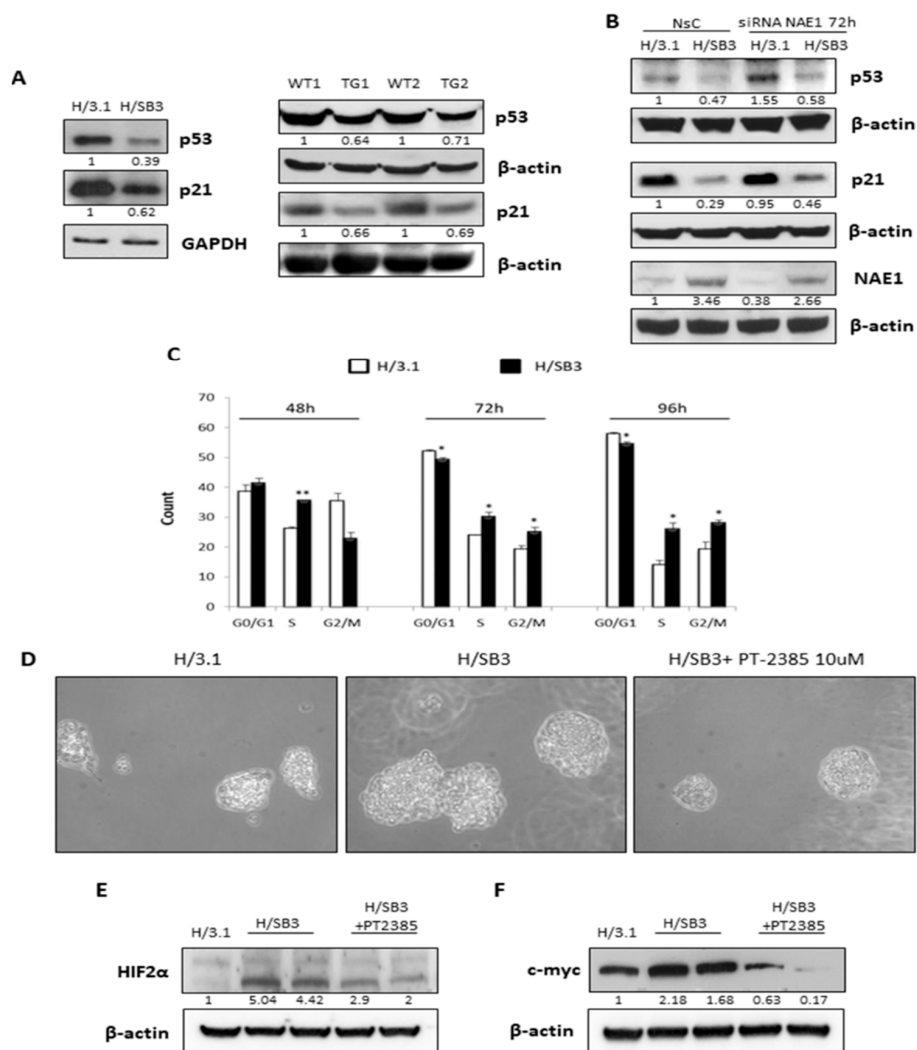 A
H/3.1 H/SB3
p53
1 0.39
p21
1 0.62
GAPDH
WT1 TG1 WT2 TG2
p53
1 0.64 1 0.71
β-actin
p21
1 0.66 1 0.69
β-actin
B
NsC siRNA NAE1 72h
H/3.1 H/SB3 H/3.1 H/SB3
p53
1 0.47 1.55 0.58
β-actin
p21
1 0.29 0.95 0.46
β-actin
NAE1
1 3.46 0.38 2.66
β-actin
C
H/3.1 H/SB3
48h 72h 96h
70
60
50
40
30
20
10
0
Count
** * * * * * *
G0/G1 S G2/M G0/G1 S G2/M G0/G1 S G2/M
D
H/3.1 H/SB3 H/SB3+ PT-2385 10uM
E
H/3.1 H/SB3 H/SB3
+PT2385
HIF2α
1 5.04 4.42 2.9 2
β-actin
F
H/3.1 H/SB3 H/SB3
+PT2385
c-myc
1 2.18 1.68 0.63 0.17
β-actin